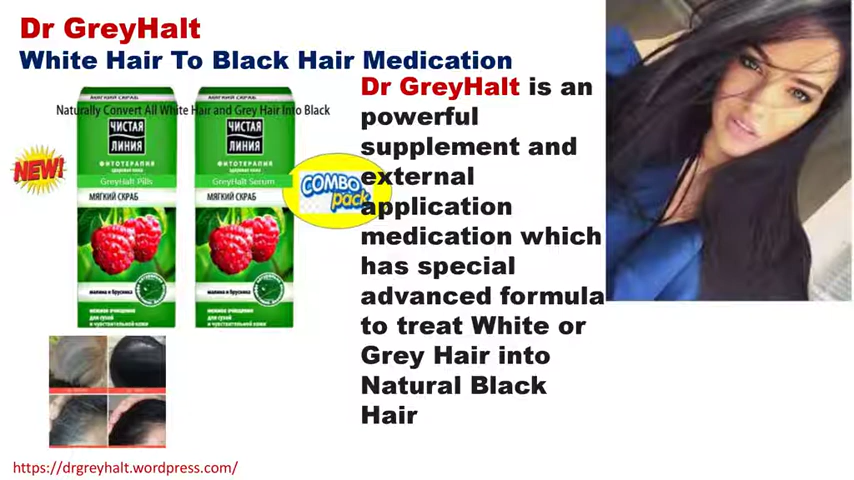 Dr GreyHalt
White Hair To Black Hair Medication
Naturally Convert All White Hair and Grey Hair Into Black
NEW!
МЯГКИЙ СКРАБ
ЧИСТАЯ
ЛИНИЯ
ФИТОТЕРАПИЯ
здоровая кожа
GreyHalt Pills
МЯГКИЙ СКРАБ
малина и брусника
нежное очищение
для сухой
и чувствительной кожи
МЯГКИЙ СКРАБ
ЧИСТАЯ
ЛИНИЯ
ФИТОТЕРАПИЯ
здоровая кожа
GreyHalt Serum
МЯГКИЙ СКРАБ
малина и брусника
нежное очищение
для сухой
и чувствительной кожи
COMBO
pack
Dr GreyHalt is an
powerful
supplement and
external
application
medication which
has special
advanced formula
to treat White or
Grey Hair into
Natural Black
Hair
https://drgreyhalt.wordpress.com/